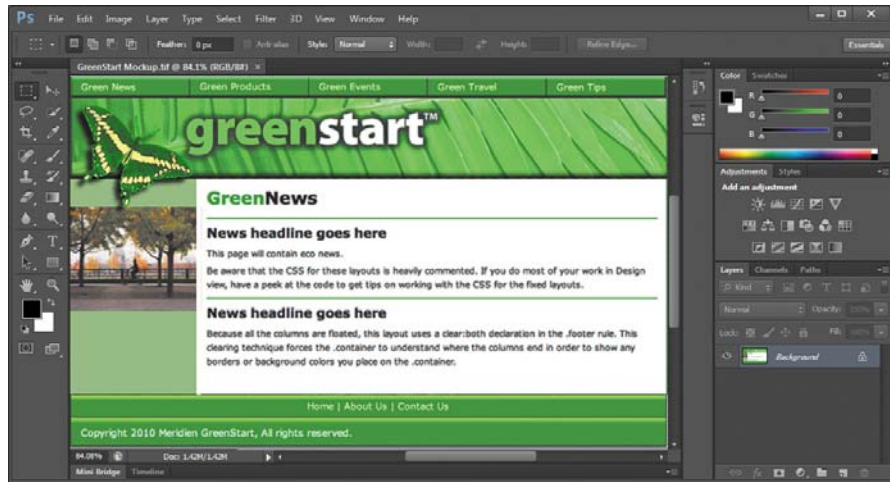 Ps File Edit Image Layer Type Select Filter 3D View Window Help
Feather: 0 px Anti-alias Style: Normal Width: Height: Refine Edge... Essentials
GreenStart Mockup.tif @ 84.1% (RGB/8#) ×
Green News Green Products Green Events Green Travel Green Tips
greenstart™
GreenNews
News headline goes here
This page will contain eco news.
Be aware that the CSS for these layouts is heavily commented. If you do most of your work in Design
view, have a peek at the code to get tips on working with the CSS for the fixed layouts.
News headline goes here
Because all the columns are floated, this layout uses a clear:both declaration in the .footer rule. This
clearing technique forces the .container to understand where the columns end in order to show any
borders or background colors you place on the .container.
Home | About Us | Contact Us
Copyright 2010 Meridien GreenStart, All rights reserved.
84.08% Doc: 1.42M/1.42M
Mini Bridge Timeline
Color Swatches
R 0
G 0
B 0
Adjustments Styles
Add an adjustment
Layers Channels Paths
Kind
Normal Opacity: 100%
Lock: Fill: 100%
Background